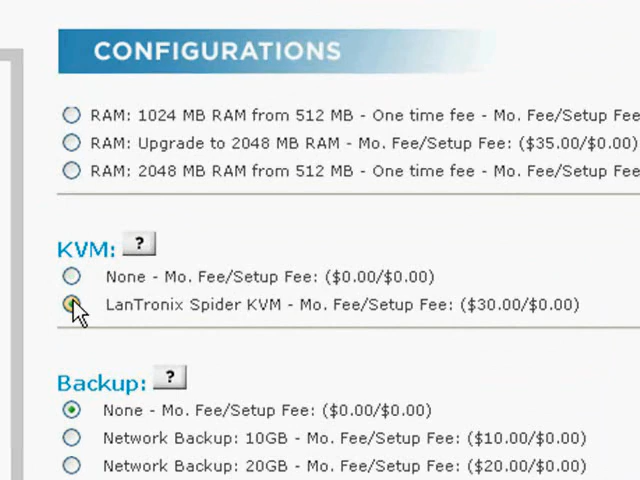 CONFIGURATIONS
RAM: 1024 MB RAM from 512 MB - One time fee - Mo. Fee/Setup Fee
RAM: Upgrade to 2048 MB RAM - Mo. Fee/Setup Fee: ($35.00/$0.00)
RAM: 2048 MB RAM from 512 MB - One time fee - Mo. Fee/Setup Fee
KVM: ?
None - Mo. Fee/Setup Fee: ($0.00/$0.00)
LanTronix Spider KVM - Mo. Fee/Setup Fee: ($30.00/$0.00)
Backup: ?
None - Mo. Fee/Setup Fee: ($0.00/$0.00)
Network Backup: 10GB - Mo. Fee/Setup Fee: ($10.00/$0.00)
Network Backup: 20GB - Mo. Fee/Setup Fee: ($20.00/$0.00)